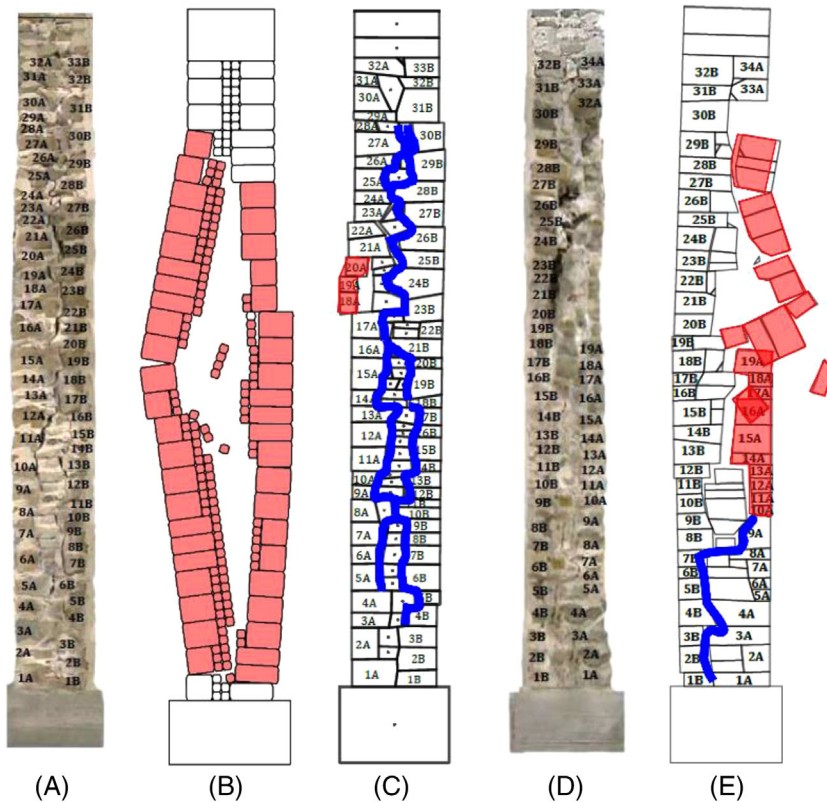 32A 33B
31A 32B
30A 31B
29A
28A
27A 30B
26A 29B
25A
24A 28B
23A 27B
22A
21A 26B
20A 25B
19A 24B
18A 23B
17A
16A 21B
20B
15A 19B
14A 18B
13A 17B
12A 16B
11A 15B
14B
10A 13B
9A 12B
11B
8A 10B
7A 9B
8B
6A 7B
5A 6B
4A 5B
4B
3A
3B
2A 2B
1A 1B
(A)
(B)
32A 33B
31A 32B
30A 31B
29A
28A 30B
27A
26A 29B
25A 28B
24A
23A 27B
22A 26B
21A
20A 25B
19A 24B
18A 23B
17A 22B
16A 21B
20B
15A 19B
14A 18B
13A 7B
12A 6B
15B
11A 4B
10A 13B
9A 12B
8A 10B
9B
7A 8B
6A 7B
5A 6B
4A
3A 4B
2A 3B
2B
1A 1B
(C)
32B 34A
31B 33A
32A
30B
29B
28B
27B
26B
25B
24B
23B
22B
21B
20B
19B
18B 19A
17B 18A
16B 17A
15B 16A
14B 15A
13B 14A
12B 13A
11B 12A
10B 11A
9B 10A
8B 9A
7B 8A
7A
6B 6A
5B 5A
4B 4A
3B 3A
2B 2A
1B 1A
(D)
32B 34A
31B 33A
30B
29B
28B
27B
26B
25B
24B
23B
22B
21B
20B
19B
18B 19A
17B 18A
16B 17A
15B 16A
14B 15A
13B 14A
12B 13A
11B 12A
10B 11A
10A
9B
8B 9A
7B 8A
6B 7A
5B 6A
5A
4B 4A
3B 3A
2B 2A
1B 1A
(E)